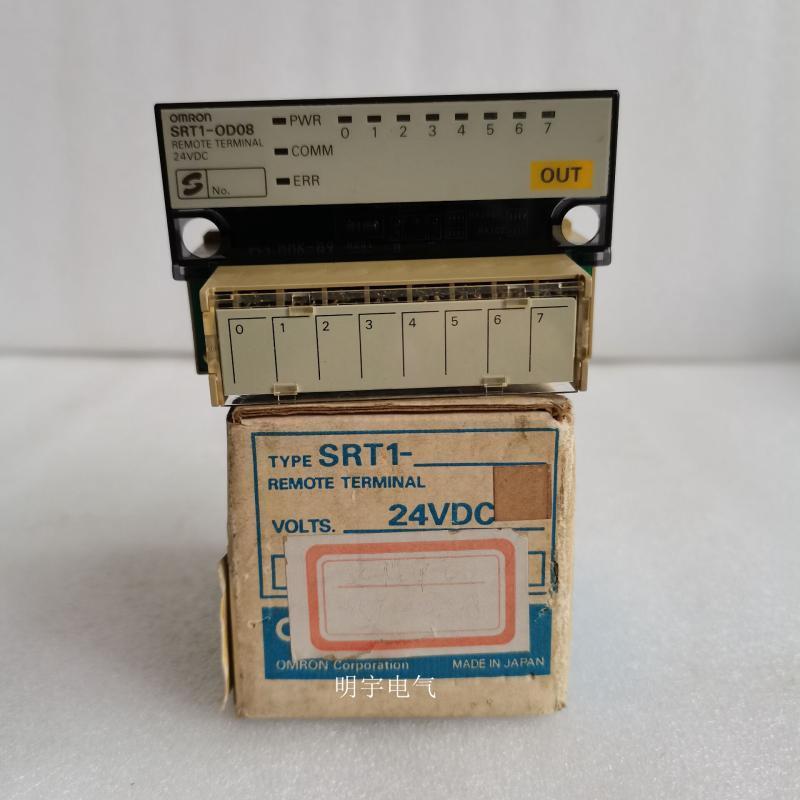 OMRON
SRT1-OD08
REMOTE TERMINAL
24VDC
S No.
PWR
COMM
ERR
0 1 2 3 4 5 6 7
OUT
0 1 2 3 4 5 6 7
TYPE SRT1-
REMOTE TERMINAL
VOLTS. 24VDC
OMRON Corporation MADE IN JAPAN
明宇电气